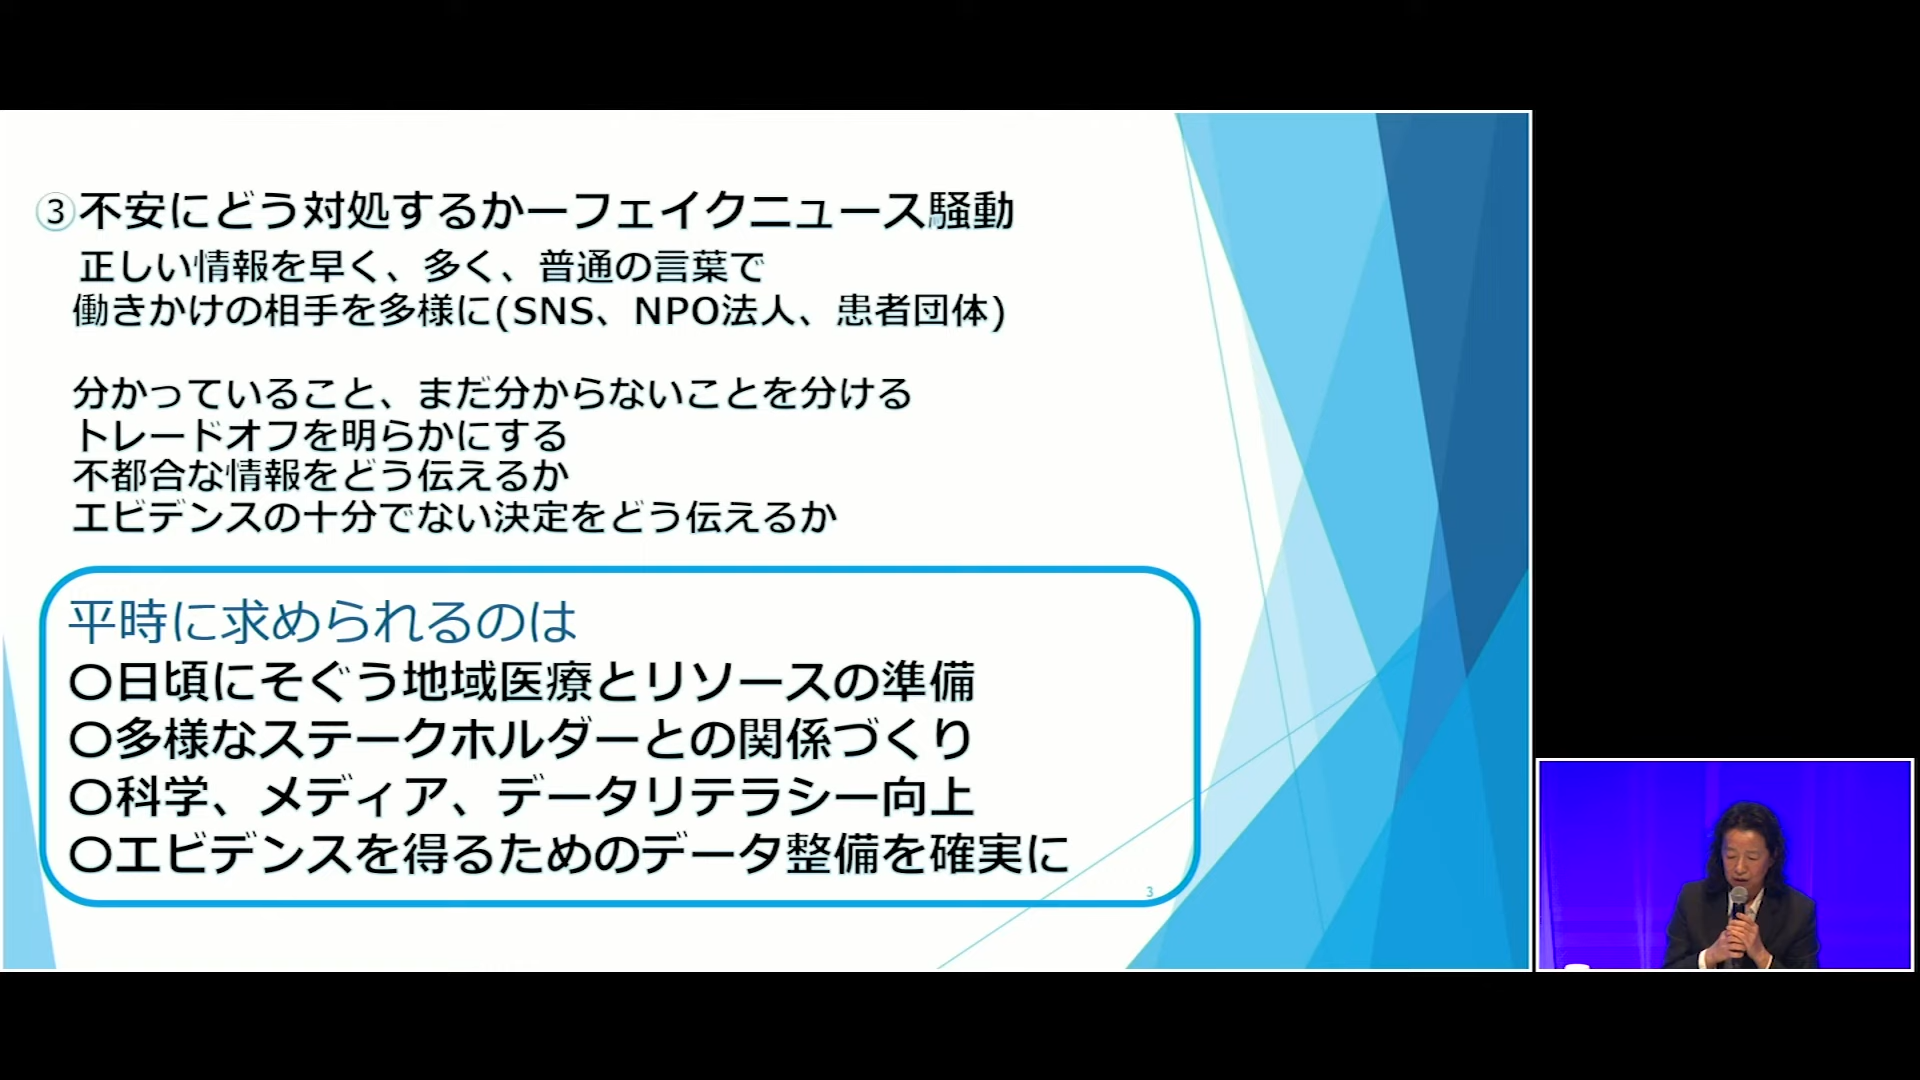 ③不安にどう対処するかーフェイクニュース騒動
正しい情報を早く、多く、普通の言葉で
働きかけの相手を多様に(SNS、NPO法人、患者団体)
分かっていること、まだ分からないことを分ける
トレードオフを明らかにする
不都合な情報をどう伝えるか
エビデンスの十分でない決定をどう伝えるか
平時に求められるのは
〇日頃にそぐう地域医療とリソースの準備
〇多様なステークホルダーとの関係づくり
〇科学、メディア、データリテラシー向上
〇エビデンスを得るためのデータ整備を確実に
3